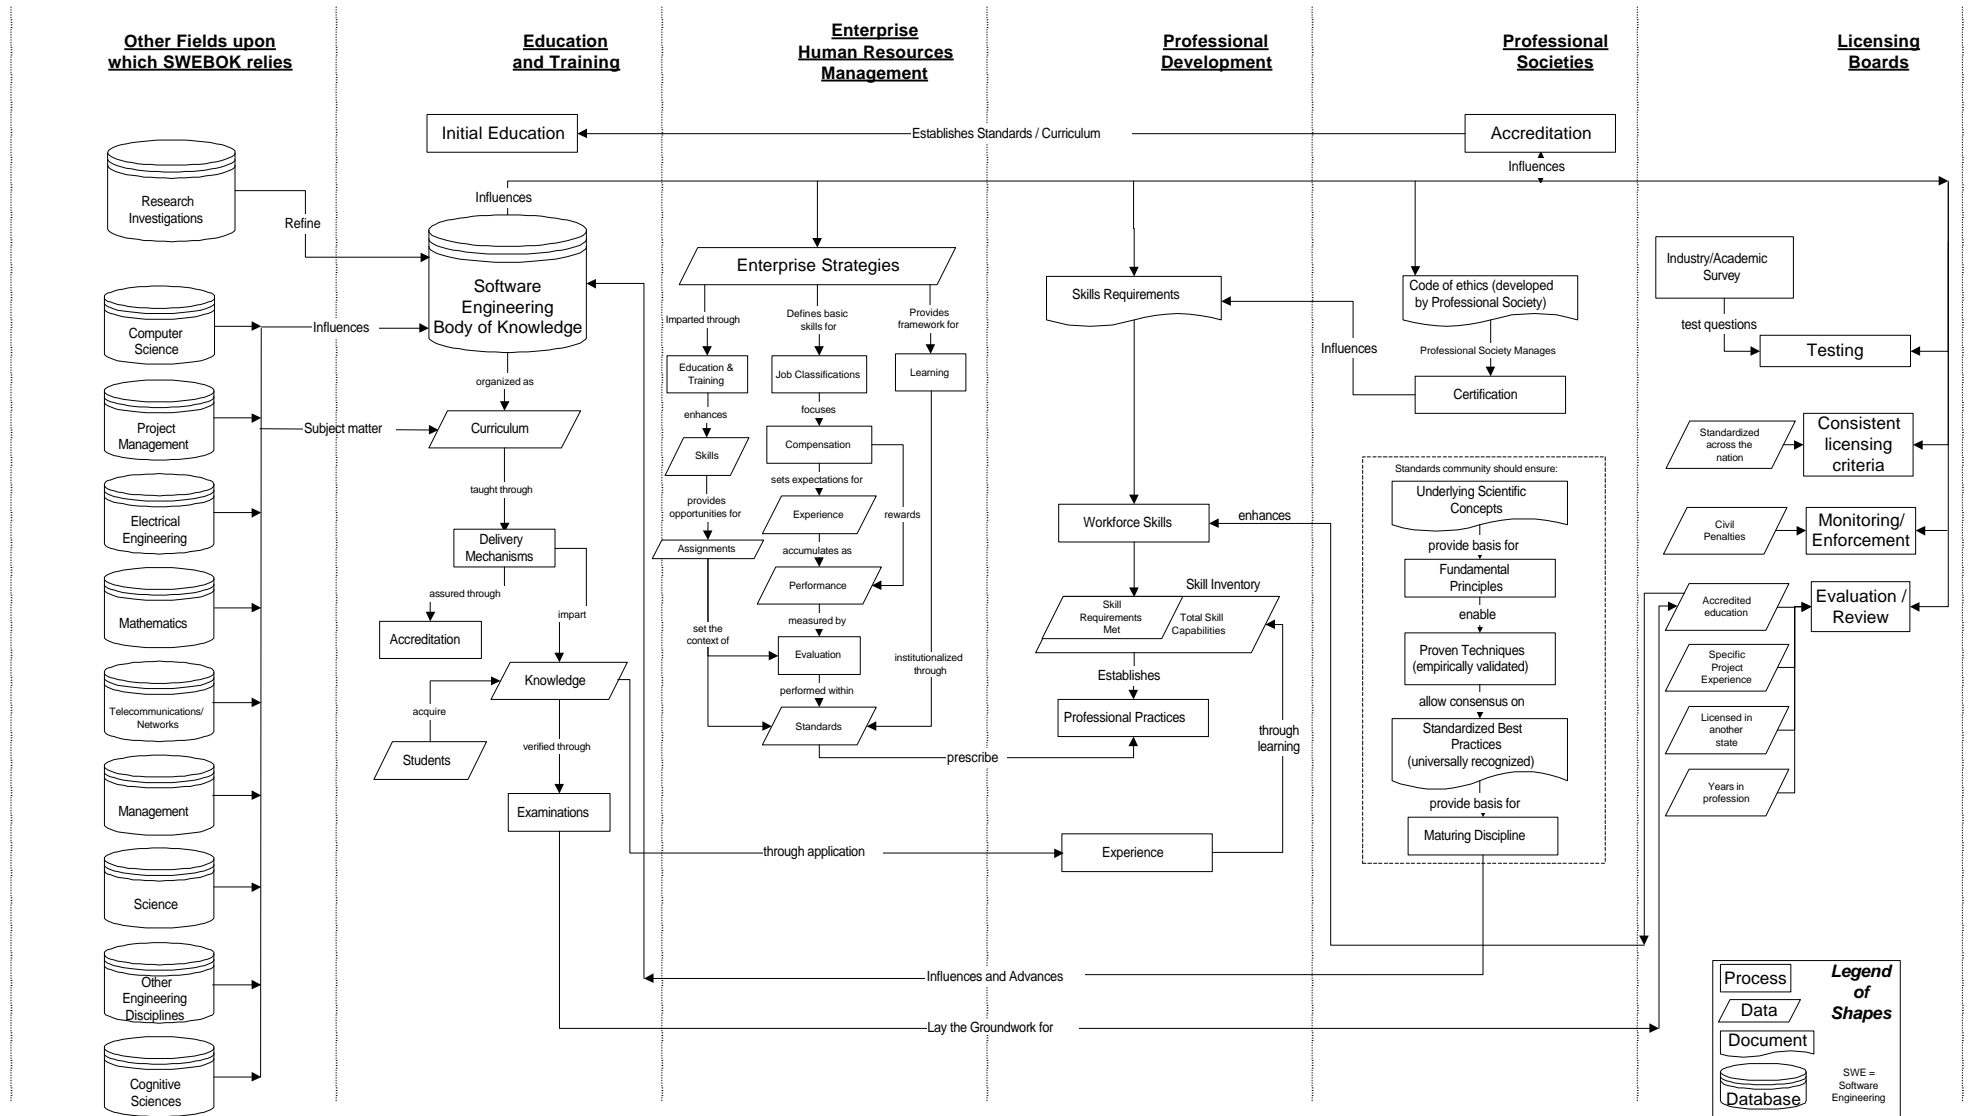 Other Fields upon
which SWEBOK relies
Education
and Training
Enterprise
Human Resources
Management
Professional
Development
Professional
Societies
Licensing
Boards
Research
Investigations
Refine
Computer
Science
Project
Management
Electrical
Engineering
Mathematics
Telecommunications/
Networks
Management
Science
Other
Engineering
Disciplines
Cognitive
Sciences
Influences
Subject matter
Initial Education
Establishes Standards / Curriculum
Accreditation
Influences
Influences
Software
Engineering
Body of Knowledge
organized as
Curriculum
taught through
Delivery
Mechanisms
assured through
Accreditation
impart
Knowledge
acquire
Students
verified through
Examinations
Enterprise Strategies
Imparted through
Defines basic
skills for
Provides
framework for
Education &
Training
Job Classifications
Learning
enhances
Skills
provides
opportunities for
Assignments
set the
context of
focuses
Compensation
sets expectations for
Experience
rewards
accumulates as
Performance
measured by
Evaluation
performed within
Standards
institutionalized
through
prescribe
Skills Requirements
Workforce Skills
enhances
Skill Inventory
Skill
Requirements
Met
Total Skill
Capabilities
Establishes
Professional Practices
through
learning
through application
Experience
Code of ethics (developed
by Professional Society)
Professional Society Manages
Certification
Influences
Standards community should ensure:
Underlying Scientific
Concepts
provide basis for
Fundamental
Principles
enable
Proven Techniques
(empirically validated)
allow consensus on
Standardized Best
Practices
(universally recognized)
provide basis for
Maturing Discipline
Influences and Advances
Lay the Groundwork for
Industry/Academic
Survey
test questions
Testing
Standardized
across the
nation
Consistent
licensing
criteria
Civil
Penalties
Monitoring/
Enforcement
Accredited
education
Evaluation /
Review
Specific
Project
Experience
Licensed in
another
state
Years in
profession
Legend
of
Shapes
Process
Data
Document
Database
SWE =
Software
Engineering